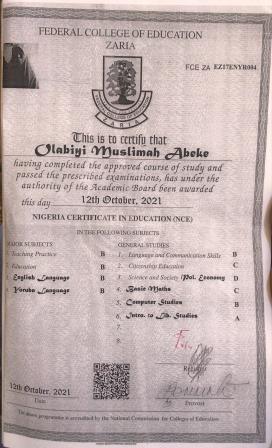 FEDERAL COLLEGE OF EDUCATION
ZARIA
FCE ZA EZ17ENYR004
ZARIA
This is to certify that
Olabiyi Muslimah Abeke
having completed the approved course of study and
passed the prescribed examinations, has under the
authority of the Academic Board been awarded
this day 12th October, 2021
NIGERIA CERTIFICATE IN EDUCATION (NCE)
IN THE FOLLOWING SUBJECTS
MAJOR SUBJECTS GENERAL STUDIES
Teaching Practice B 1. Language and Communication Skills B
Education B 2. Citizenship Education C
English Language B 3. Science and Society /Pol. Economy D
Yoruba Language B 4. Basic Maths C
5. Computer Studies B
6. Intro. to Lib. Studies A
7.
8.
12th October, 2021
Date Registrar Provost
The above programme is accredited by the National Commission for Colleges of Education